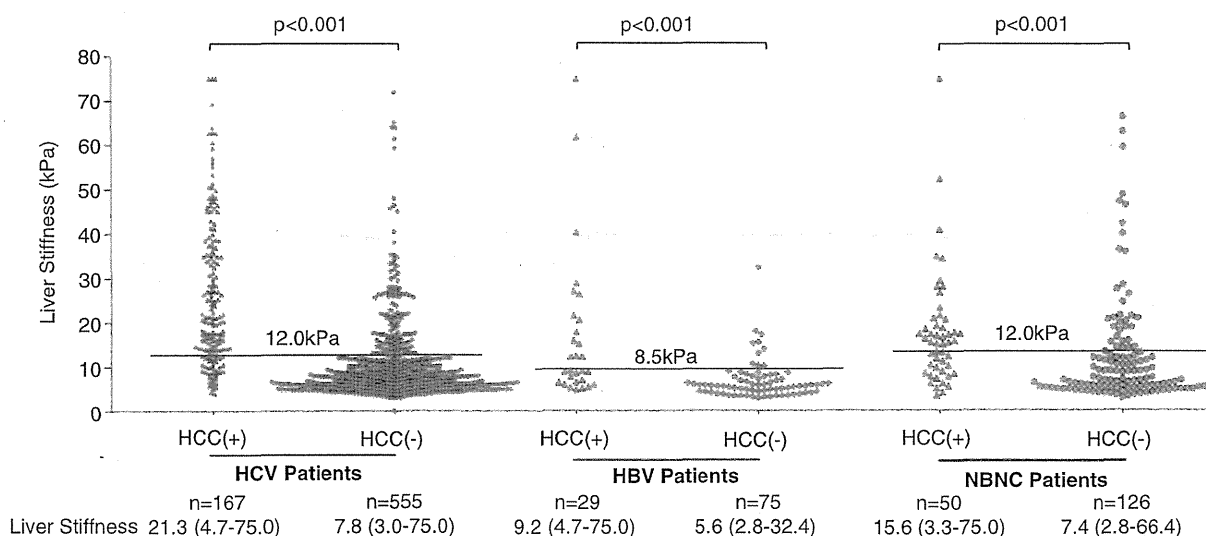 p<0.001 p<0.001 p<0.001
80
70
60
50
40
30
20
10
0
Liver Stiffness (kPa)
12.0kPa 8.5kPa 12.0kPa
HCC(+) HCC(-) HCC(+) HCC(-) HCC(+) HCC(-)
HCV Patients HBV Patients NBNC Patients
n=167 n=555 n=29 n=75 n=50 n=126
Liver Stiffness 21.3 (4.7-75.0) 7.8 (3.0-75.0) 9.2 (4.7-75.0) 5.6 (2.8-32.4) 15.6 (3.3-75.0) 7.4 (2.8-66.4)